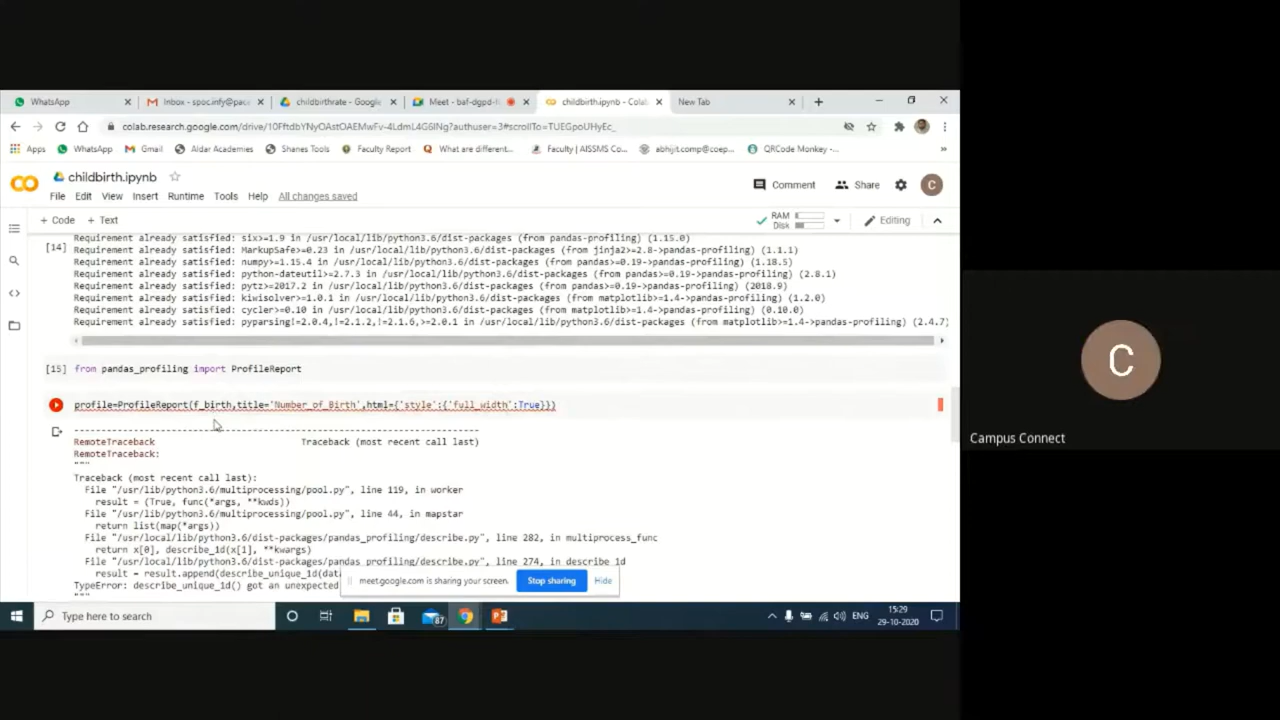 WhatsApp
Inbox - spoc.infy@pac
childbirthrate - Google
Meet - baf-dgpd-f
childbirth.ipynb - Colab
New Tab
Apps
WhatsApp
Gmail
Aldar Academies
Shanes Tools
Faculty Report
What are different...
Faculty | AISSMS Co...
abhijit.comp@coep...
QRCode Monkey -...
childbirth.ipynb
Comment
Share
C
File Edit View Insert Runtime Tools Help All changes saved
+ Code + Text
RAM
Disk
Editing
Requirement already satisfied: six>=1.9 in /usr/local/lib/python3.6/dist-packages (from pandas-profiling) (1.15.0)
[14] Requirement already satisfied: MarkupSafe>=0.23 in /usr/local/lib/python3.6/dist-packages (from jinja2>=2.8->pandas-profiling) (1.1.1)
Requirement already satisfied: numpy>=1.15.4 in /usr/local/lib/python3.6/dist-packages (from pandas>=0.19->pandas-profiling) (1.18.5)
Requirement already satisfied: python-dateutil>=2.7.3 in /usr/local/lib/python3.6/dist-packages (from pandas>=0.19->pandas-profiling) (2.8.1)
Requirement already satisfied: pytz>=2017.2 in /usr/local/lib/python3.6/dist-packages (from pandas>=0.19->pandas-profiling) (2018.9)
Requirement already satisfied: kiwisolver>=1.0.1 in /usr/local/lib/python3.6/dist-packages (from matplotlib>=1.4->pandas-profiling) (1.2.0)
Requirement already satisfied: cycler>=0.10 in /usr/local/lib/python3.6/dist-packages (from matplotlib>=1.4->pandas-profiling) (0.10.0)
Requirement already satisfied: pyparsing!=2.0.4,!=2.1.2,!=2.1.6,>=2.0.1 in /usr/local/lib/python3.6/dist-packages (from matplotlib>=1.4->pandas-profiling) (2.4.7)
[15] from pandas_profiling import ProfileReport
profile=ProfileReport(f_birth,title='Number_of_Birth',html={'style':{'full_width':True}})
---------------------------------------------------------------------------
RemoteTraceback Traceback (most recent call last)
RemoteTraceback:
"""
Traceback (most recent call last):
File "/usr/lib/python3.6/multiprocessing/pool.py", line 119, in worker
result = (True, func(*args, **kwds))
File "/usr/lib/python3.6/multiprocessing/pool.py", line 44, in mapstar
return list(map(*args))
File "/usr/local/lib/python3.6/dist-packages/pandas_profiling/describe.py", line 282, in multiprocess_func
return x[0], describe_1d(x[1], **kwargs)
File "/usr/local/lib/python3.6/dist-packages/pandas_profiling/describe.py", line 274, in describe_1d
result = result.append(describe_unique_1d(data
TypeError: describe_unique_1d() got an unexpected
"""
meet.google.com is sharing your screen.
Stop sharing
Hide
Type here to search
87
ENG
15:29
29-10-2020
C
Campus Connect